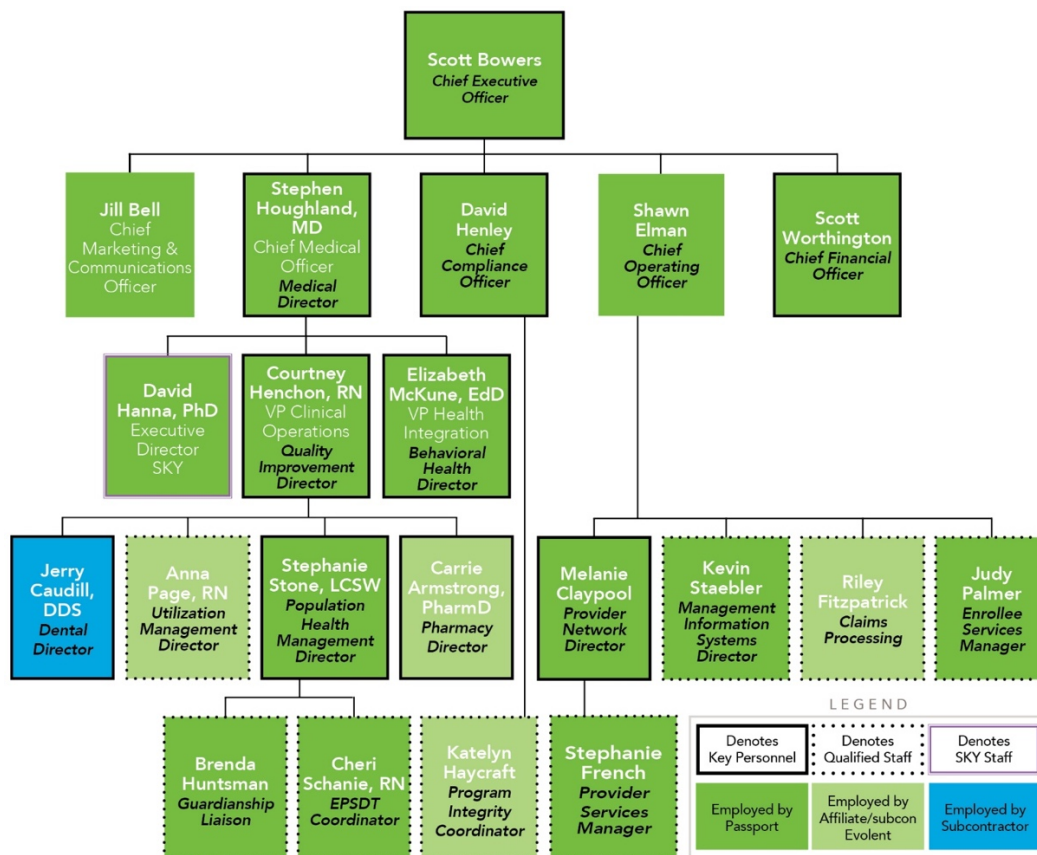 Scott Bowers
Chief Executive
Officer
Jill Bell
Chief
Marketing &
Communications
Officer
Stephen
Houghland,
MD
Chief Medical
Officer
Medical
Director
David
Henley
Chief
Compliance
Officer
Shawn
Elman
Chief
Operating
Officer
Scott
Worthington
Chief Financial
Officer
David
Hanna, PhD
Executive
Director
SKY
Courtney
Henchon, RN
VP Clinical
Operations
Quality
Improvement
Director
Elizabeth
McKune, EdD
VP Health
Integration
Behavioral
Health
Director
Jerry
Caudill,
DDS
Dental
Director
Anna
Page, RN
Utilization
Management
Director
Stephanie
Stone, LCSW
Population
Health
Management
Director
Carrie
Armstrong,
PharmD
Pharmacy
Director
Melanie
Claypool
Provider
Network
Director
Kevin
Staebler
Management
Information
Systems
Director
Riley
Fitzpatrick
Claims
Processing
Judy
Palmer
Enrollee
Services
Manager
Brenda
Huntsman
Guardianship
Liaison
Cheri
Schanie, RN
EPSDT
Coordinator
Katelyn
Haycraft
Program
Integrity
Coordinator
Stephanie
French
Provider
Services
Manager
LEGEND
Denotes
Key Personnel
Denotes
Qualified Staff
Denotes
SKY Staff
Employed by
Passport
Employed by
Affiliate/subcon
Evolent
Employed by
Subcontractor